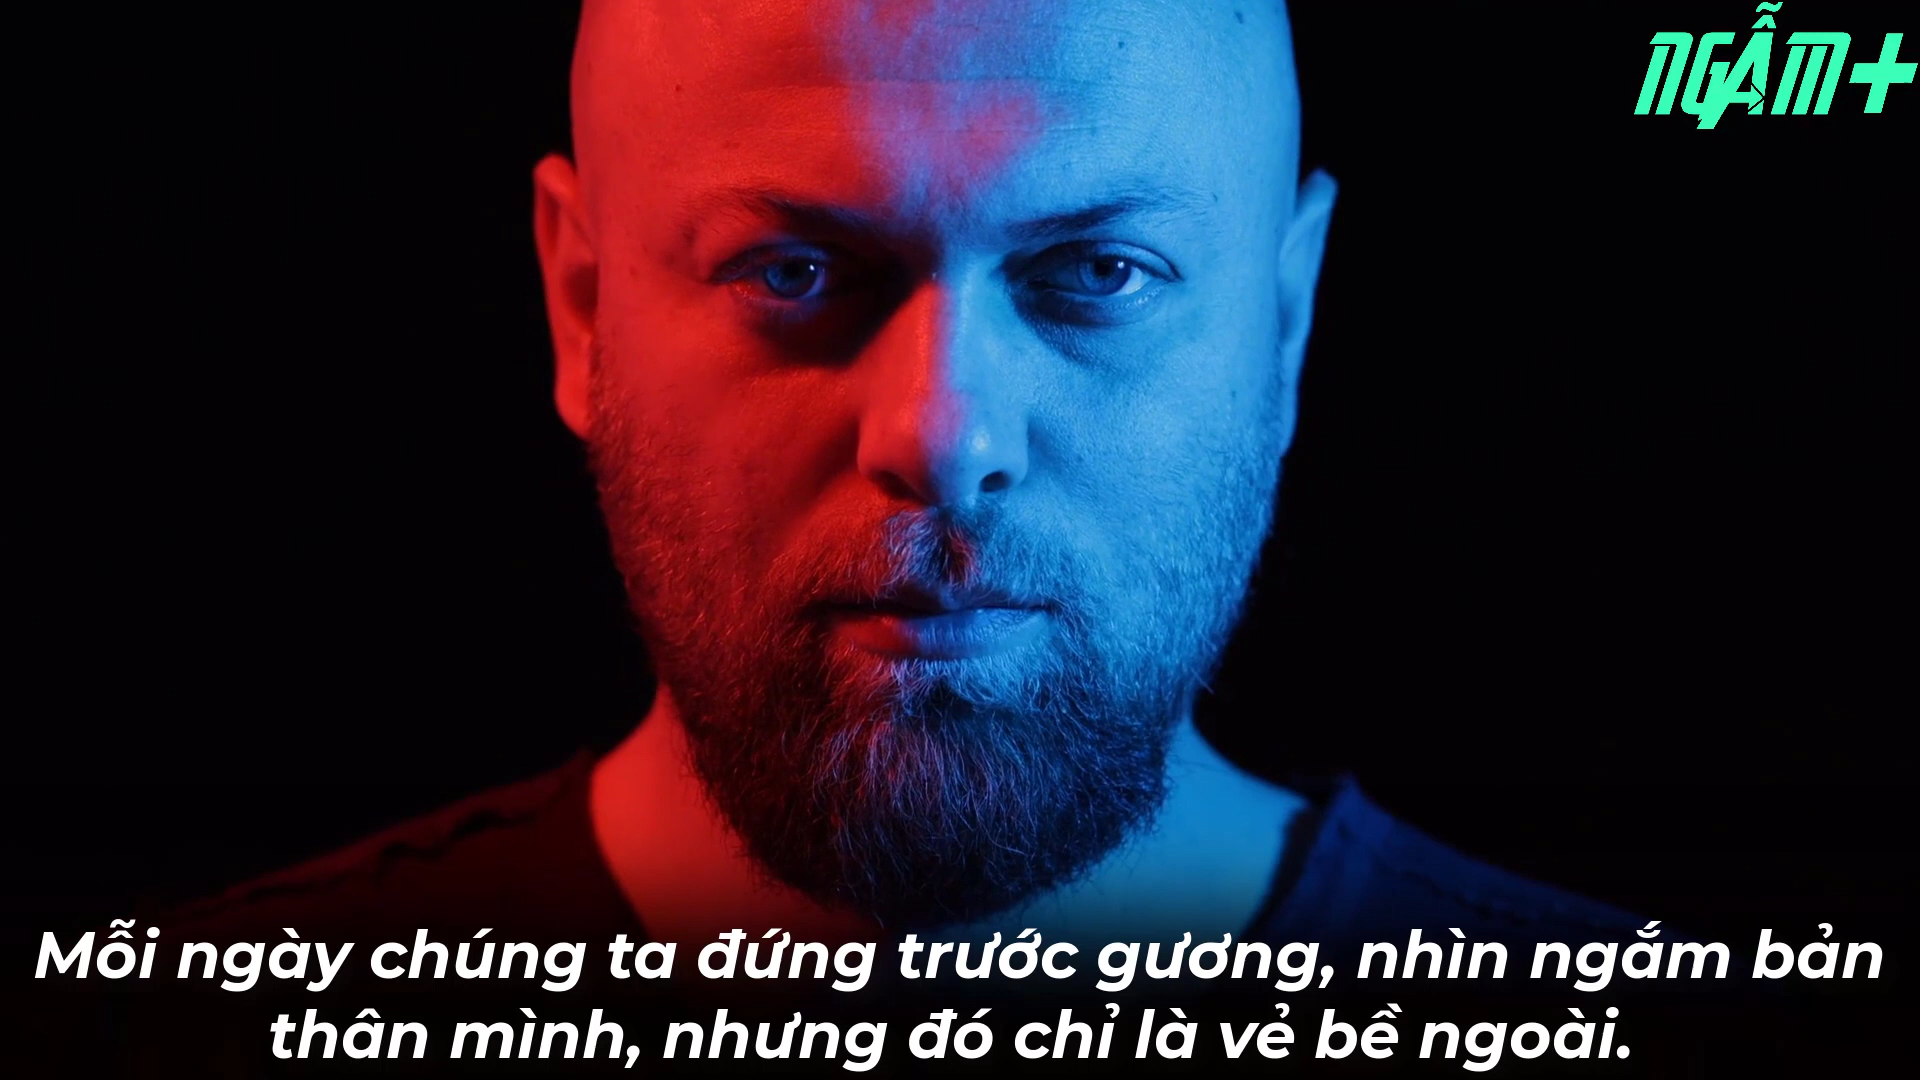 NGẪM+
Mỗi ngày chúng ta đứng trước gương, nhìn ngắm bản
thân mình, nhưng đó chỉ là vẻ bề ngoài.